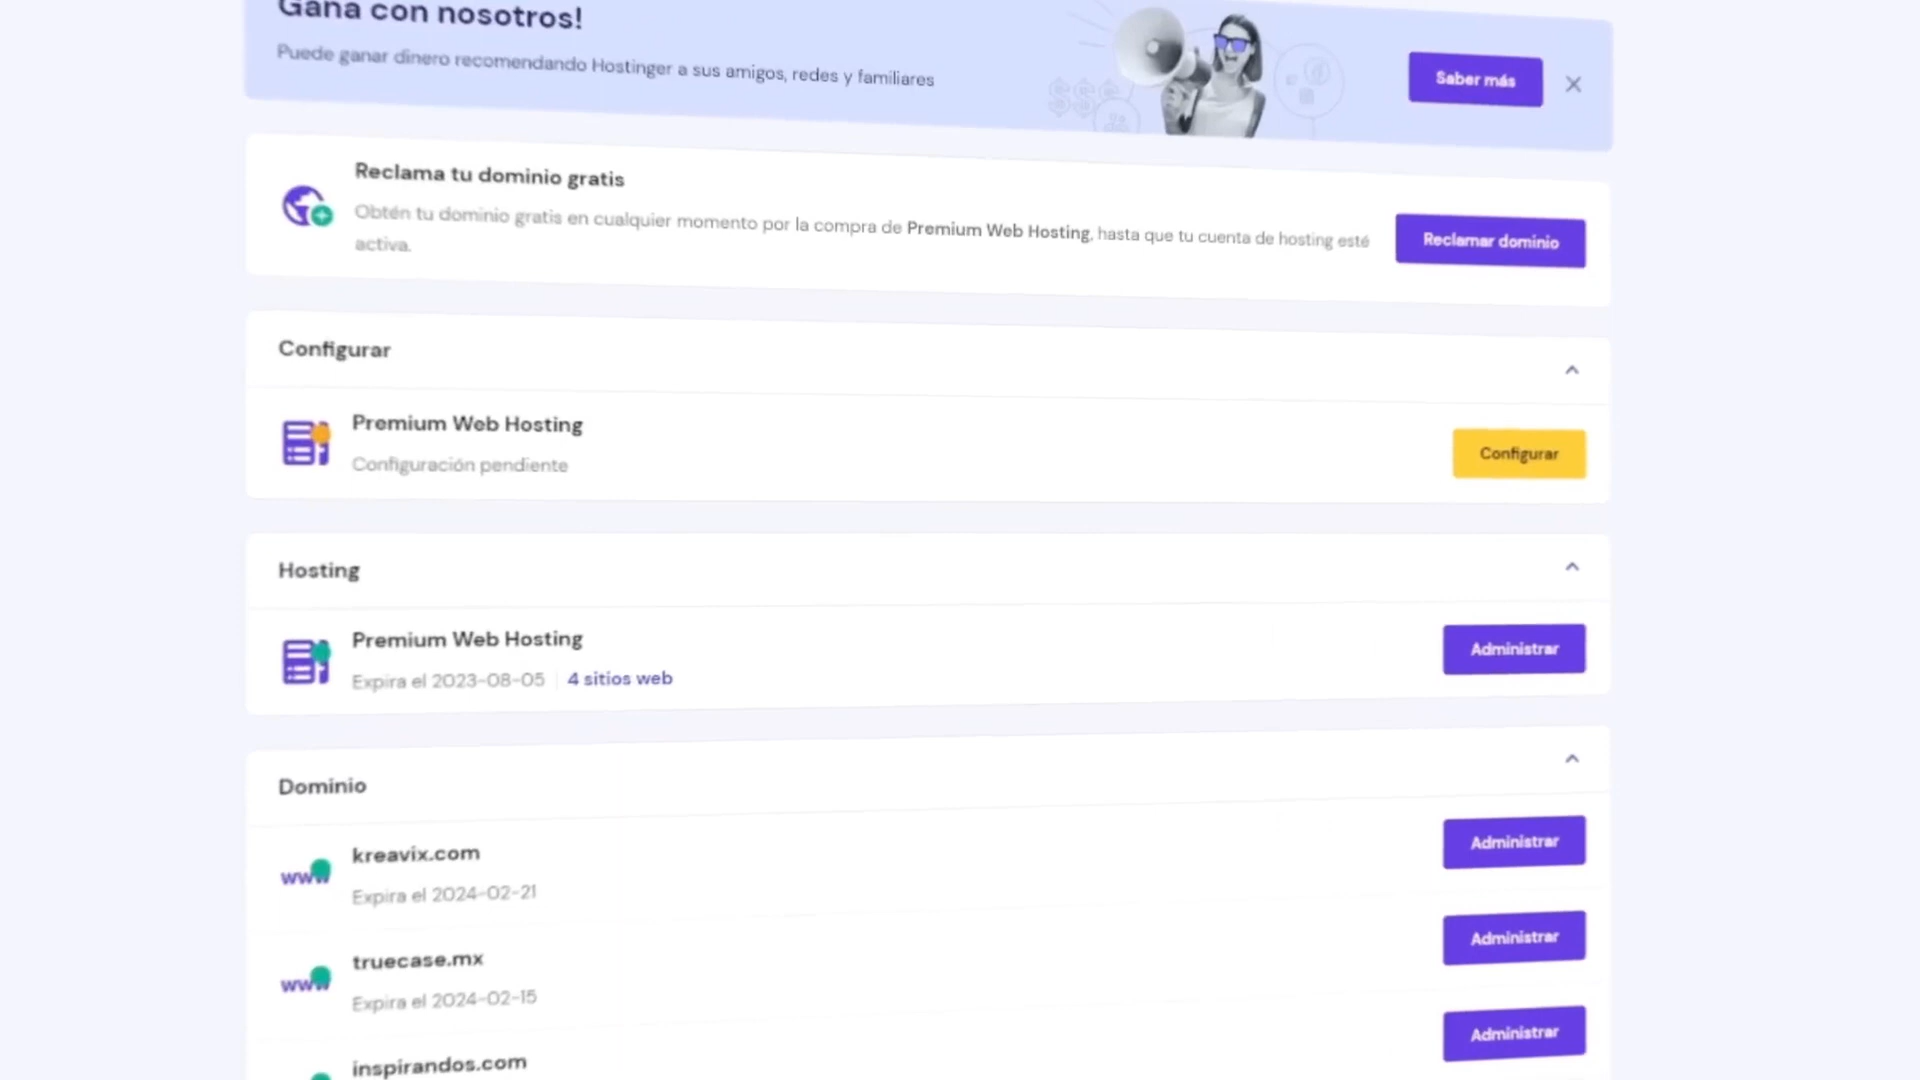 Gana con nosotros!
Puede ganar dinero recomendando Hostinger a sus amigos, redes y familiares
Saber más
Reclama tu dominio gratis
Obtén tu dominio gratis en cualquier momento por la compra de Premium Web Hosting, hasta que tu cuenta de hosting esté
activa.
Reclamar dominio
Configurar
Premium Web Hosting
Configuración pendiente
Configurar
Hosting
Premium Web Hosting
Expira el 2023-08-05
4 sitios web
Administrar
Dominio
www
kreavix.com
Expira el 2024-02-21
Administrar
www
truecase.mx
Expira el 2024-02-15
Administrar
inspirandos.com
Administrar